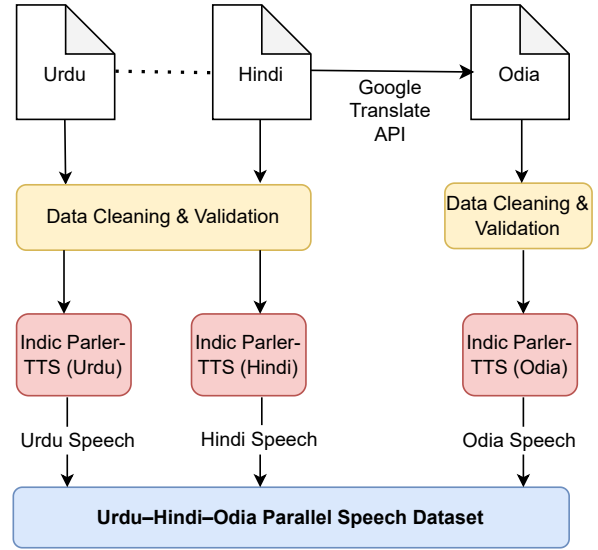 Urdu
Hindi
Odia
Google
Translate
API
Data Cleaning & Validation
Data Cleaning &
Validation
Indic Parler-
TTS (Urdu)
Indic Parler-
TTS (Hindi)
Indic Parler-
TTS (Odia)
Urdu Speech
Hindi Speech
Odia Speech
Urdu–Hindi–Odia Parallel Speech Dataset